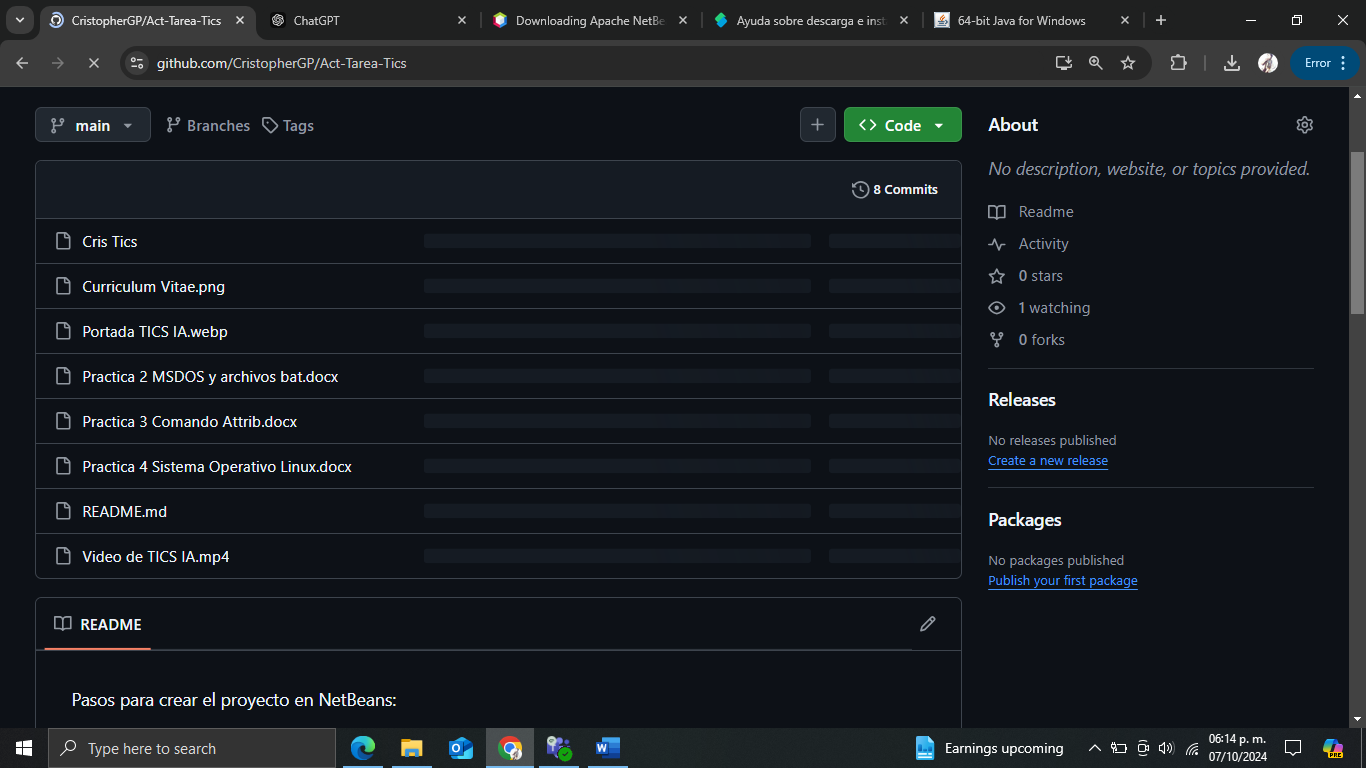 CristopherGP/Act-Tarea-Tics
ChatGPT
Downloading Apache NetBe
Ayuda sobre descarga e inst
64-bit Java for Windows
github.com/CristopherGP/Act-Tarea-Tics
Error
main
Branches
Tags
Code
About
No description, website, or topics provided.
8 Commits
Readme
Cris Tics
Activity
Curriculum Vitae.png
0 stars
Portada TICS IA.webp
1 watching
Practica 2 MSDOS y archivos bat.docx
0 forks
Practica 3 Comando Attrib.docx
Releases
No releases published
Create a new release
Practica 4 Sistema Operativo Linux.docx
README.md
Packages
Video de TICS IA.mp4
No packages published
Publish your first package
README
Pasos para crear el proyecto en NetBeans:
Type here to search
Earnings upcoming
06:14 p. m.
07/10/2024
PRE